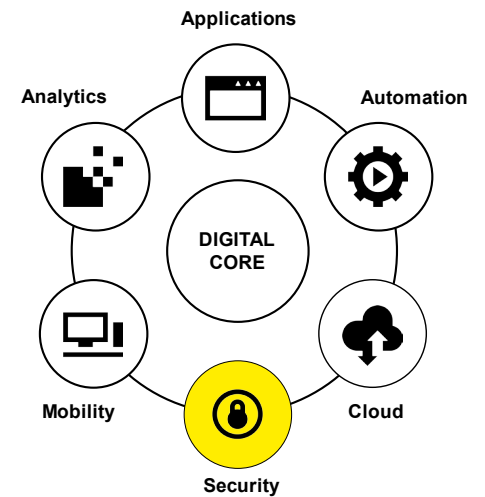 Applications
Analytics
Automation
DIGITAL
CORE
Mobility
Cloud
Security